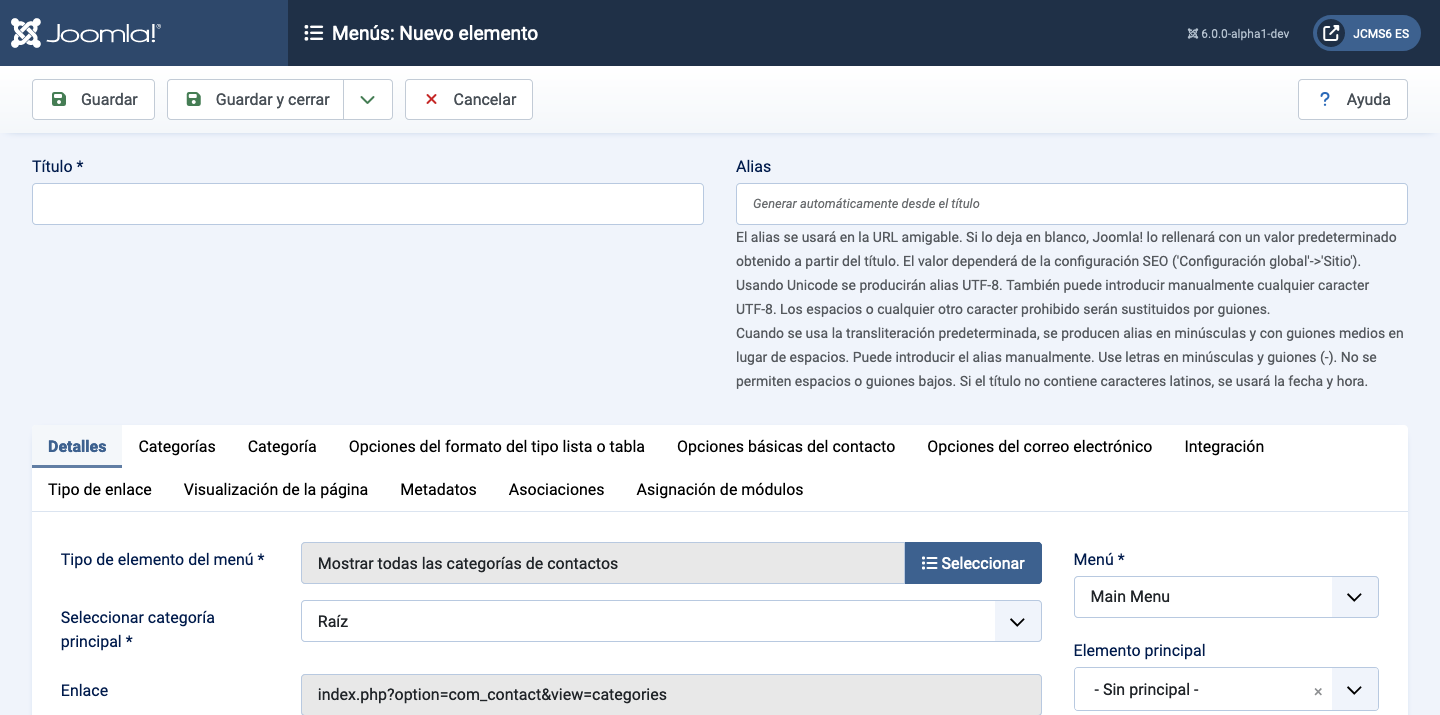 Joomla!®
Menús: Nuevo elemento
6.0.0-alpha1-dev
JCMS6 ES
Guardar
Guardar y cerrar
Cancelar
? Ayuda
Título *
Alias
Generar automáticamente desde el título
El alias se usará en la URL amigable. Si lo deja en blanco, Joomla! lo rellenará con un valor predeterminado
obtenido a partir del título. El valor dependerá de la configuración SEO ('Configuración global'->'Sitio').
Usando Unicode se producirán alias UTF-8. También puede introducir manualmente cualquier caracter
UTF-8. Los espacios o cualquier otro caracter prohibido serán sustituidos por guiones.
Cuando se usa la transliteración predeterminada, se producen alias en minúsculas y con guiones medios en
lugar de espacios. Puede introducir el alias manualmente. Use letras en minúsculas y guiones (-). No se
permiten espacios o guiones bajos. Si el título no contiene caracteres latinos, se usará la fecha y hora.
Detalles
Categorías
Categoría
Opciones del formato del tipo lista o tabla
Opciones básicas del contacto
Opciones del correo electrónico
Integración
Tipo de enlace
Visualización de la página
Metadatos
Asociaciones
Asignación de módulos
Tipo de elemento del menú *
Mostrar todas las categorías de contactos
Seleccionar
Seleccionar categoría
principal *
Raíz
Enlace
index.php?option=com_contact&view=categories
Menú *
Main Menu
Elemento principal
- Sin principal -
×